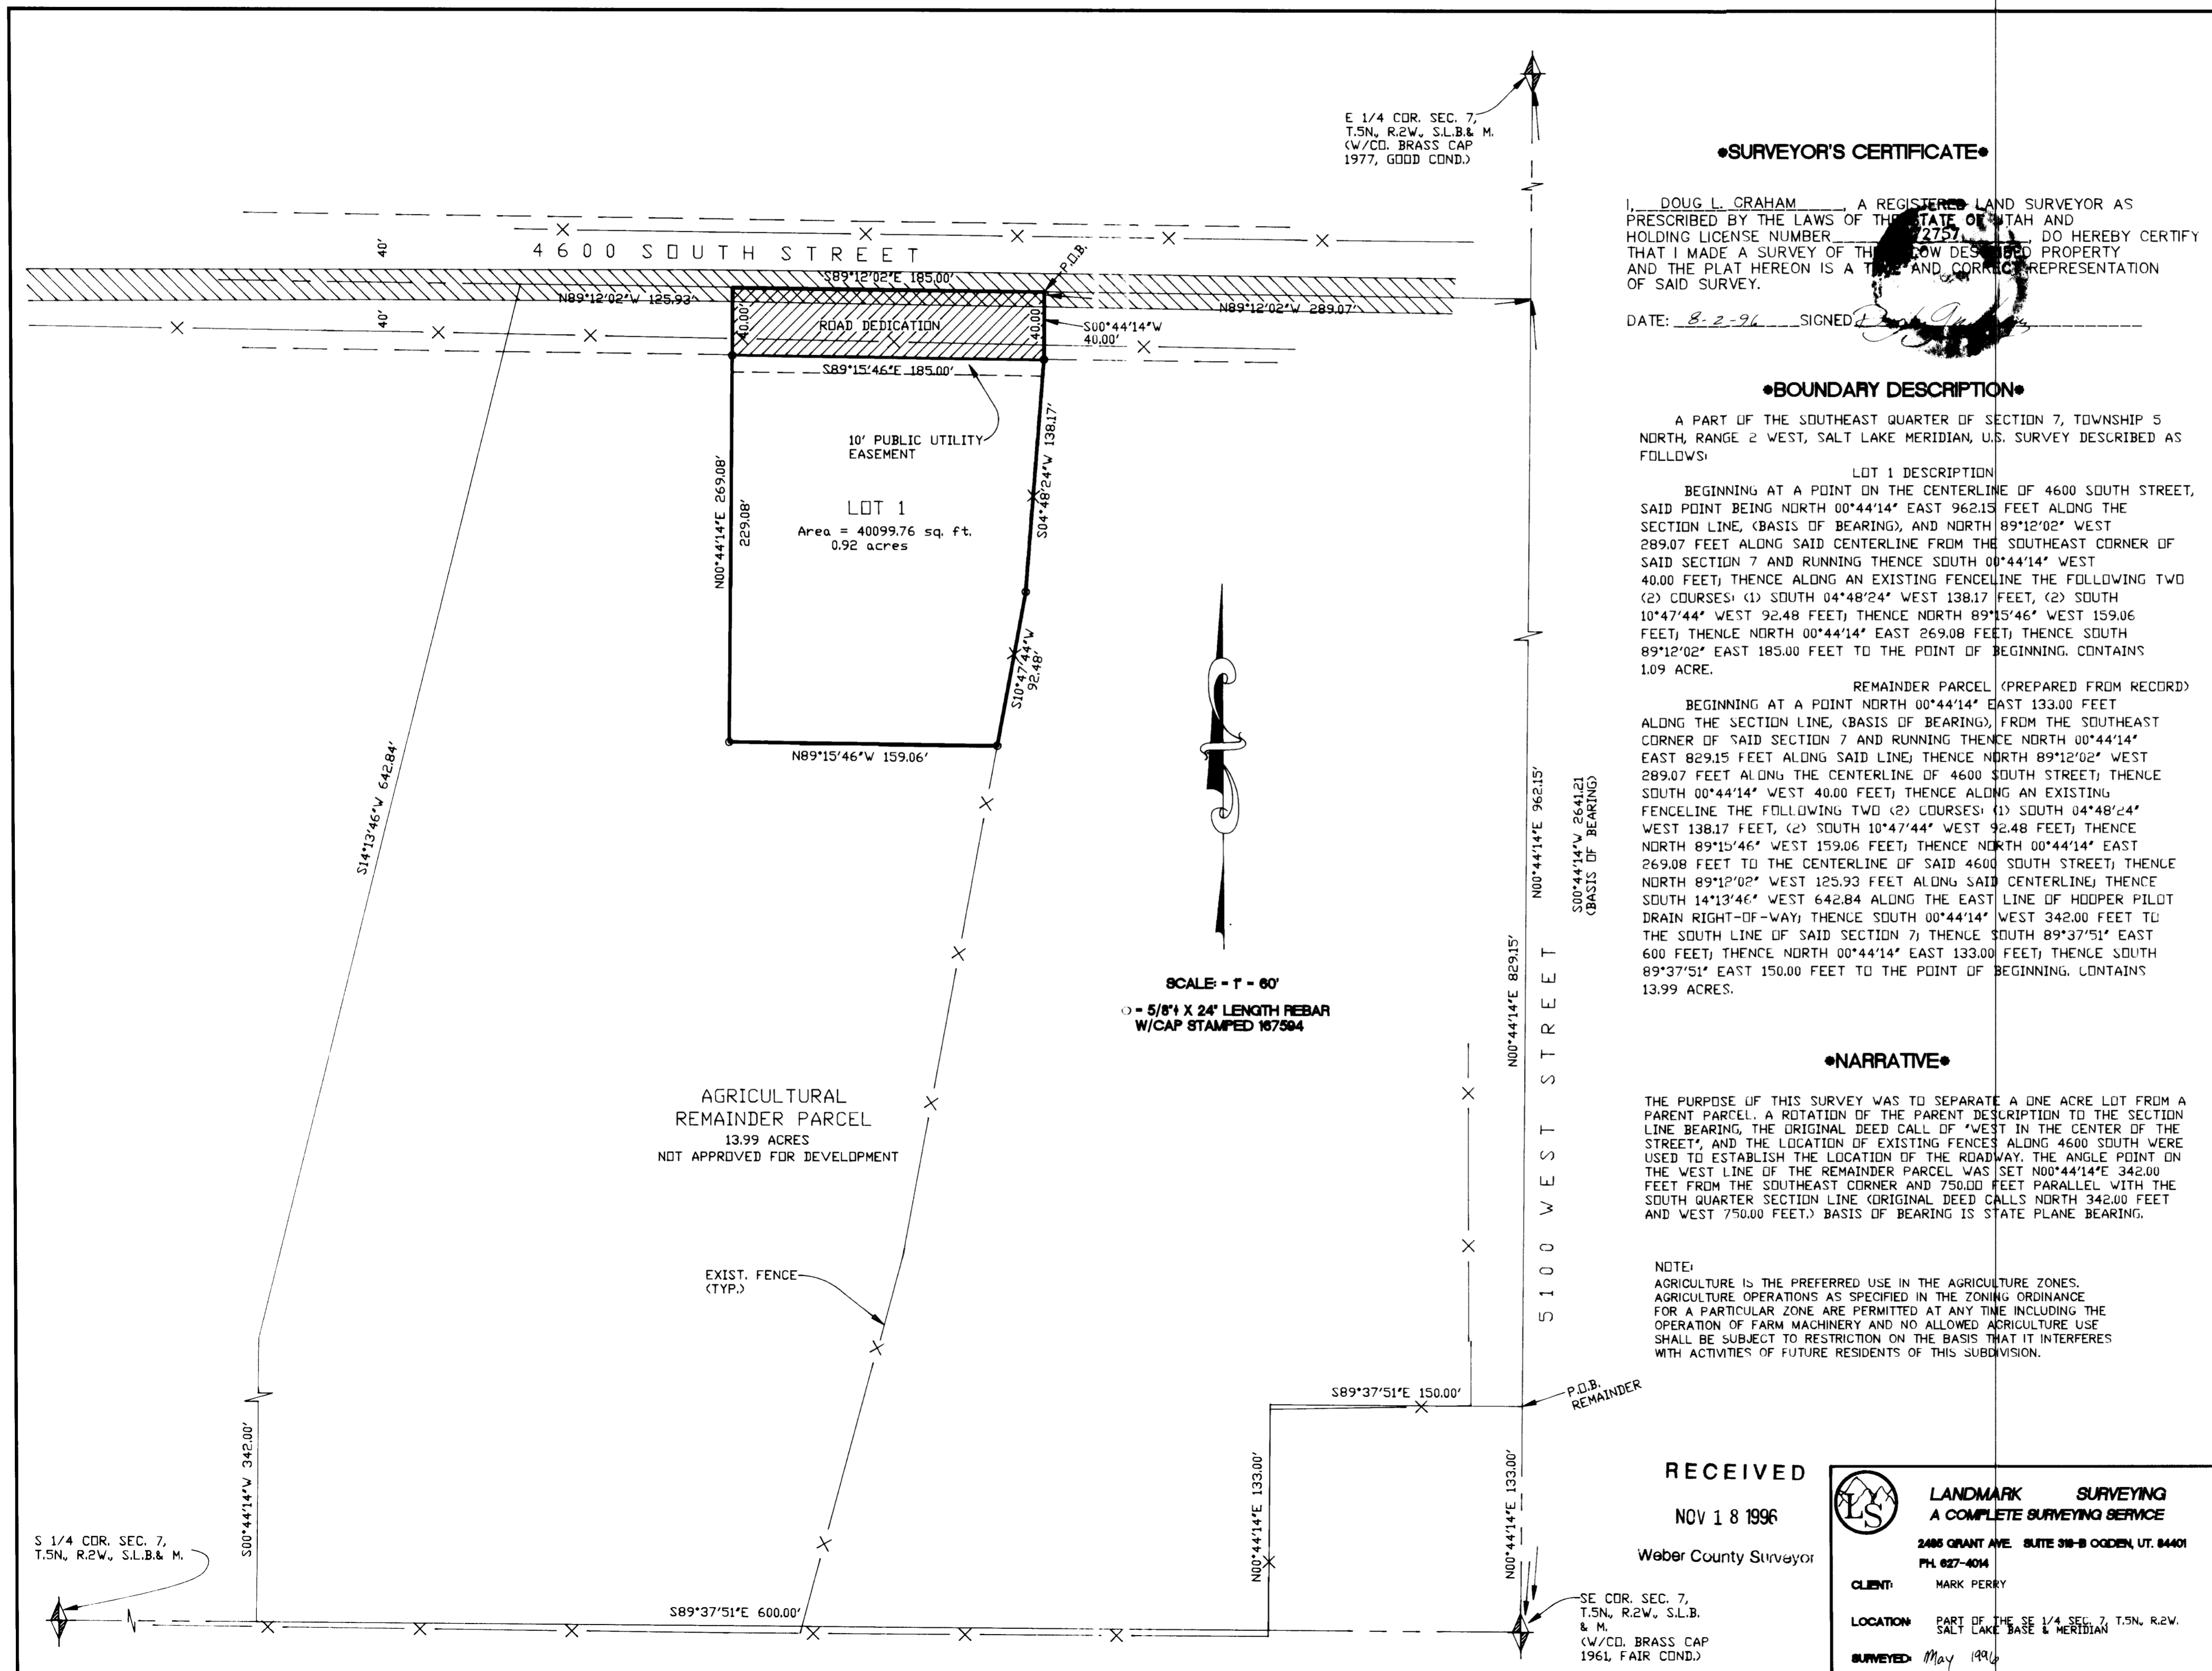 E 1/4 COR. SEC. 7,
T.5N., R.2W., S.L.B.& M.
(W/CO. BRASS CAP
1977, GOOD COND.)
40'
4600 SOUTH STREET
P.O.B.
S89°12'02"E 185.00'
N89°12'02"W 125.93'
N89°12'02"W 289.07'
40'
40.00'
ROAD DEDICATION
40.00'
S00°44'14"W
40.00'
S89°15'46"E 185.00'
10' PUBLIC UTILITY
EASEMENT
S04°48'24"W 138.17'
N00°44'14"E 269.08'
229.08'
LOT 1
Area = 40099.76 sq. ft.
0.92 acres
S10°47'44"W
92.48'
N89°15'46"W 159.06'
S14°13'46"W 642.84'
N00°44'14"E 962.15'
S00°44'14"W 2641.21
(BASIS OF BEARING)
SCALE: - 1" - 60'
○ - 5/8"ϕ X 24" LENGTH REBAR
W/CAP STAMPED 167594
N00°44'14"E 829.15'
5100 WEST STREET
AGRICULTURAL
REMAINDER PARCEL
13.99 ACRES
NOT APPROVED FOR DEVELOPMENT
EXIST. FENCE
(TYP.)
S89°37'51"E 150.00'
P.O.B.
REMAINDER
S00°44'14"W 342.00'
N00°44'14"E 133.00'
N00°44'14"E 133.00'
S 1/4 COR. SEC. 7,
T.5N., R.2W., S.L.B.& M.
S89°37'51"E 600.00'
SE COR. SEC. 7,
T.5N., R.2W., S.L.B.
& M.
(W/CO. BRASS CAP
1961, FAIR COND.)
•SURVEYOR'S CERTIFICATE•
I, DOUG L. GRAHAM, A REGISTERED LAND SURVEYOR AS
PRESCRIBED BY THE LAWS OF THE STATE OF UTAH AND
HOLDING LICENSE NUMBER 2757, DO HEREBY CERTIFY
THAT I MADE A SURVEY OF THE BELOW DESCRIBED PROPERTY
AND THE PLAT HEREON IS A TRUE AND CORRECT REPRESENTATION
OF SAID SURVEY.
DATE: 8-2-96 SIGNED
•BOUNDARY DESCRIPTION•
A PART OF THE SOUTHEAST QUARTER OF SECTION 7, TOWNSHIP 5
NORTH, RANGE 2 WEST, SALT LAKE MERIDIAN, U.S. SURVEY DESCRIBED AS
FOLLOWS:
LOT 1 DESCRIPTION
BEGINNING AT A POINT ON THE CENTERLINE OF 4600 SOUTH STREET,
SAID POINT BEING NORTH 00°44'14" EAST 962.15 FEET ALONG THE
SECTION LINE, (BASIS OF BEARING), AND NORTH 89°12'02" WEST
289.07 FEET ALONG SAID CENTERLINE FROM THE SOUTHEAST CORNER OF
SAID SECTION 7 AND RUNNING THENCE SOUTH 00°44'14" WEST
40.00 FEET; THENCE ALONG AN EXISTING FENCELINE THE FOLLOWING TWO
(2) COURSES: (1) SOUTH 04°48'24" WEST 138.17 FEET, (2) SOUTH
10°47'44" WEST 92.48 FEET; THENCE NORTH 89°15'46" WEST 159.06
FEET; THENCE NORTH 00°44'14" EAST 269.08 FEET; THENCE SOUTH
89°12'02" EAST 185.00 FEET TO THE POINT OF BEGINNING. CONTAINS
1.09 ACRE.
REMAINDER PARCEL (PREPARED FROM RECORD)
BEGINNING AT A POINT NORTH 00°44'14" EAST 133.00 FEET
ALONG THE SECTION LINE, (BASIS OF BEARING), FROM THE SOUTHEAST
CORNER OF SAID SECTION 7 AND RUNNING THENCE NORTH 00°44'14"
EAST 829.15 FEET ALONG SAID LINE; THENCE NORTH 89°12'02" WEST
289.07 FEET ALONG THE CENTERLINE OF 4600 SOUTH STREET; THENCE
SOUTH 00°44'14" WEST 40.00 FEET; THENCE ALONG AN EXISTING
FENCELINE THE FOLLOWING TWO (2) COURSES: (1) SOUTH 04°48'24"
WEST 138.17 FEET, (2) SOUTH 10°47'44" WEST 92.48 FEET; THENCE
NORTH 89°15'46" WEST 159.06 FEET; THENCE NORTH 00°44'14" EAST
269.08 FEET TO THE CENTERLINE OF SAID 4600 SOUTH STREET; THENCE
NORTH 89°12'02" WEST 125.93 FEET ALONG SAID CENTERLINE; THENCE
SOUTH 14°13'46" WEST 642.84 ALONG THE EAST LINE OF HOOPER PILOT
DRAIN RIGHT-OF-WAY; THENCE SOUTH 00°44'14" WEST 342.00 FEET TO
THE SOUTH LINE OF SAID SECTION 7; THENCE SOUTH 89°37'51" EAST
600 FEET; THENCE NORTH 00°44'14" EAST 133.00 FEET; THENCE SOUTH
89°37'51" EAST 150.00 FEET TO THE POINT OF BEGINNING. CONTAINS
13.99 ACRES.
•NARRATIVE•
THE PURPOSE OF THIS SURVEY WAS TO SEPARATE A ONE ACRE LOT FROM A
PARENT PARCEL. A ROTATION OF THE PARENT DESCRIPTION TO THE SECTION
LINE BEARING, THE ORIGINAL DEED CALL OF "WEST IN THE CENTER OF THE
STREET", AND THE LOCATION OF EXISTING FENCES ALONG 4600 SOUTH WERE
USED TO ESTABLISH THE LOCATION OF THE ROADWAY. THE ANGLE POINT ON
THE WEST LINE OF THE REMAINDER PARCEL WAS SET N00°44'14"E 342.00
FEET FROM THE SOUTHEAST CORNER AND 750.00 FEET PARALLEL WITH THE
SOUTH QUARTER SECTION LINE (ORIGINAL DEED CALLS NORTH 342.00 FEET
AND WEST 750.00 FEET.) BASIS OF BEARING IS STATE PLANE BEARING.
NOTE:
AGRICULTURE IS THE PREFERRED USE IN THE AGRICULTURE ZONES.
AGRICULTURE OPERATIONS AS SPECIFIED IN THE ZONING ORDINANCE
FOR A PARTICULAR ZONE ARE PERMITTED AT ANY TIME INCLUDING THE
OPERATION OF FARM MACHINERY AND NO ALLOWED AGRICULTURE USE
SHALL BE SUBJECT TO RESTRICTION ON THE BASIS THAT IT INTERFERES
WITH ACTIVITIES OF FUTURE RESIDENTS OF THIS SUBDIVISION.
RECEIVED
NOV 18 1996
Weber County Surveyor
LS
LANDMARK SURVEYING
A COMPLETE SURVEYING SERVICE
2485 GRANT AVE. SUITE 319-B OGDEN, UT. 84401
PH. 627-4014
CLIENT: MARK PERRY
LOCATION: PART OF THE SE 1/4 SEC. 7, T.5N., R.2W.
SALT LAKE BASE & MERIDIAN
SURVEYED: May 1996